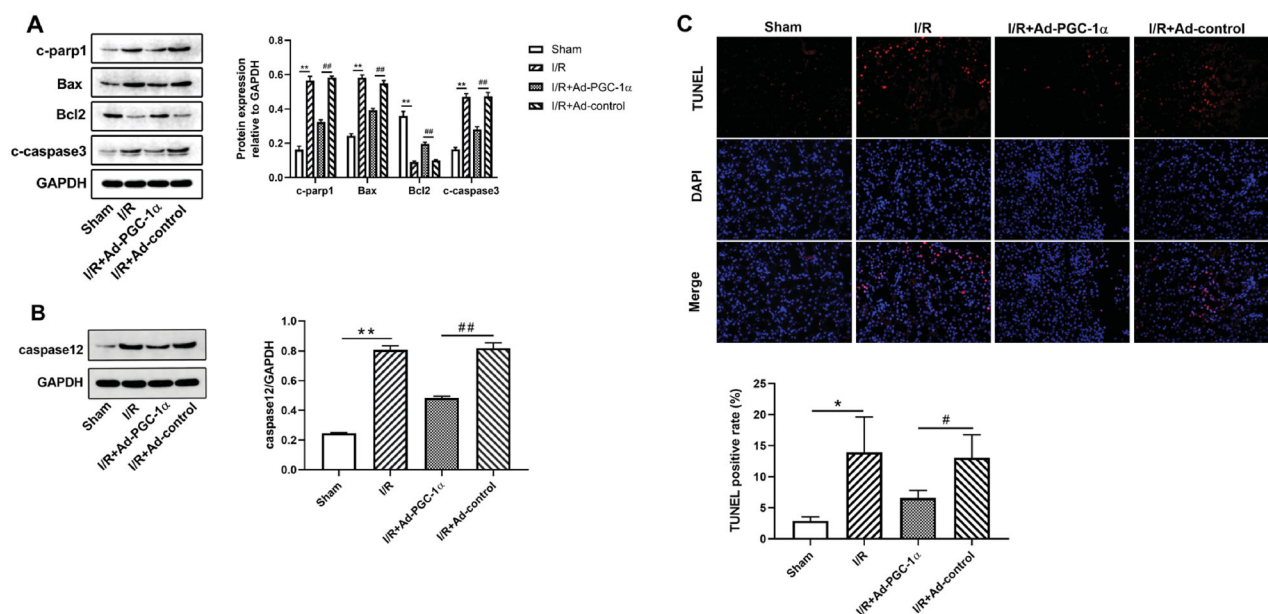 A
c-parp1
Bax
Bcl2
c-caspase3
GAPDH
Sham
I/R
I/R+Ad-PGC-1α
I/R+Ad-control
Protein expression
relative to GAPDH
0.8
0.6
0.4
0.2
0.0
** ## ** ## ** ## ** ##
c-parp1 Bax Bcl2 c-caspase3
Sham
I/R
I/R+Ad-PGC-1α
I/R+Ad-control
B
caspase12
GAPDH
Sham
I/R
I/R+Ad-PGC-1α
I/R+Ad-control
caspase12/GAPDH
1.0
0.8
0.6
0.4
0.2
0.0
** ##
Sham
I/R
I/R+Ad-PGC-1α
I/R+Ad-control
C
Sham I/R I/R+Ad-PGC-1α I/R+Ad-control
TUNEL
DAPI
Merge
TUNEL positive rate (%)
25
20
15
10
5
0
* #
Sham
I/R
I/R+Ad-PGC-1α
I/R+Ad-control